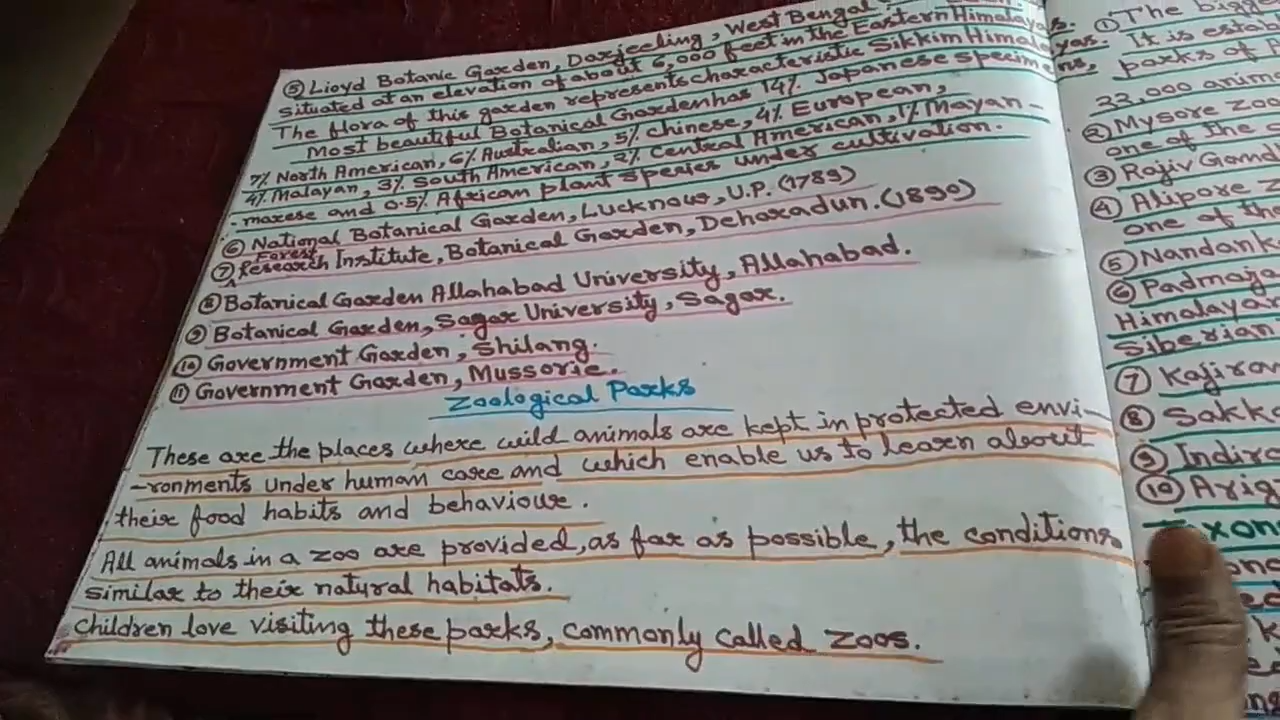 ⑤ Lioyd Botanic Garden, Darjeeling, West Bengal
situated at an elevation of about 6,000 feet in the Eastern Himalayas.
The flora of this garden represents characteristic Sikkim Himalayas.
Most beautiful Botanical Garden has 14% Japanese specimens,
7% North American, 6% Australian, 5% Chinese, 4% European,
4% Malayan, 3% South American, 2% Central American, 1% Mayan-
-maxese and 0.5% African plant species under cultivation.
⑥ National Botanical Garden, Lucknow, U.P. (1789)
⑦ Forest Research Institute, Botanical Garden, Dehoradun. (1890)
⑧ Botanical Garden Allahabad University, Allahabad.
⑨ Botanical Garden, Sagar University, Sagar.
⑩ Government Garden, Shilang.
⑪ Government Garden, Mussorie.
Zoological Parks
These are the places where wild animals are kept in protected envi-
-ronments under human care and which enable us to learn about
their food habits and behaviour.
All animals in a zoo are provided, as far as possible, the conditions
similar to their natural habitats.
Children love visiting these parks, commonly called zoos.
① The bigg
It is estab
parks of
22,000 anima
② Mysore Zoo
one of the
③ Rajiv Gandh
④ Alipore Z
one of the
⑤ Nandank
⑥ Padmaja
Himalayan
Siberian
⑦ Kajiran
⑧ Sakka
⑨ Indira
⑩ Arig